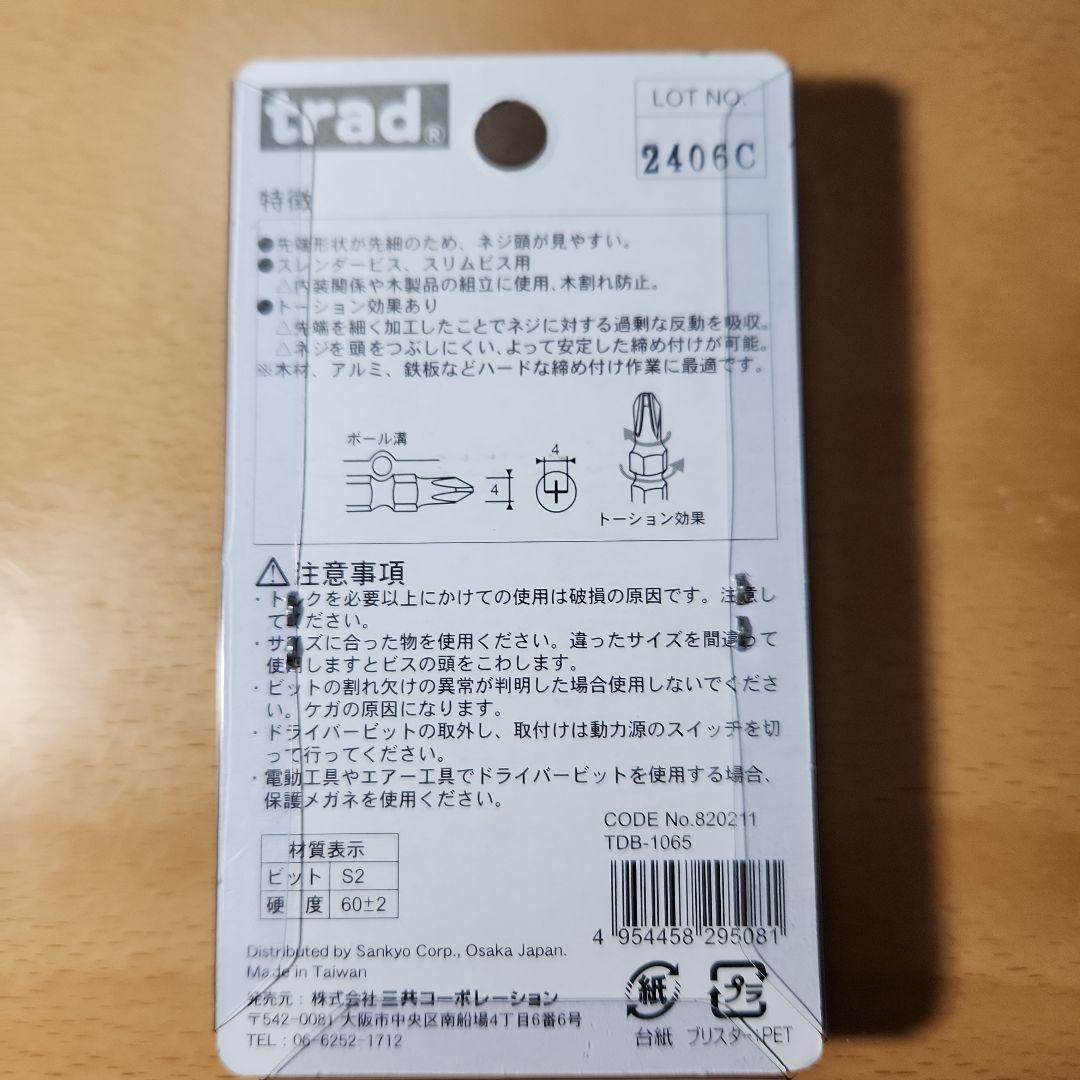 trad®
LOT NO.
2406C
特徴
●先端形状が先細のため、ネジ頭が見やすい。
●スレンダービス、スリムビス用
△内装関係や木製品の組立に使用、木割れ防止。
●トーション効果あり
△先端を細く加工したことでネジに対する過剰な反動を吸収。
△ネジを頭をつぶしにくい、よって安定した締め付けが可能。
※木材、アルミ、鉄板などハードな締め付け作業に最適です。
ボール溝
4
4
トーション効果
注意事項
・トルクを必要以上にかけての使用は破損の原因です。注意し
てください。
・サイズに合った物を使用ください。違ったサイズを間違って
使用しますとビスの頭をこわします。
・ビットの割れ欠けの異常が判明した場合使用しないでくださ
い。ケガの原因になります。
・ドライバービットの取外し、取付けは動力源のスイッチを切
って行ってください。
・電動工具やエアー工具でドライバービットを使用する場合、
保護メガネを使用ください。
CODE No.820211
TDB-1065
材質表示
ビット S2
硬 度 60±2
4 954458 295081
Distributed by Sankyo Corp., Osaka Japan.
Made in Taiwan
発売元：株式会社 三共コーポレーション
〒542-0081 大阪市中央区南船場4丁目6番6号
TEL：06-6252-1712
紙
プラ
台紙
ブリスター:PET